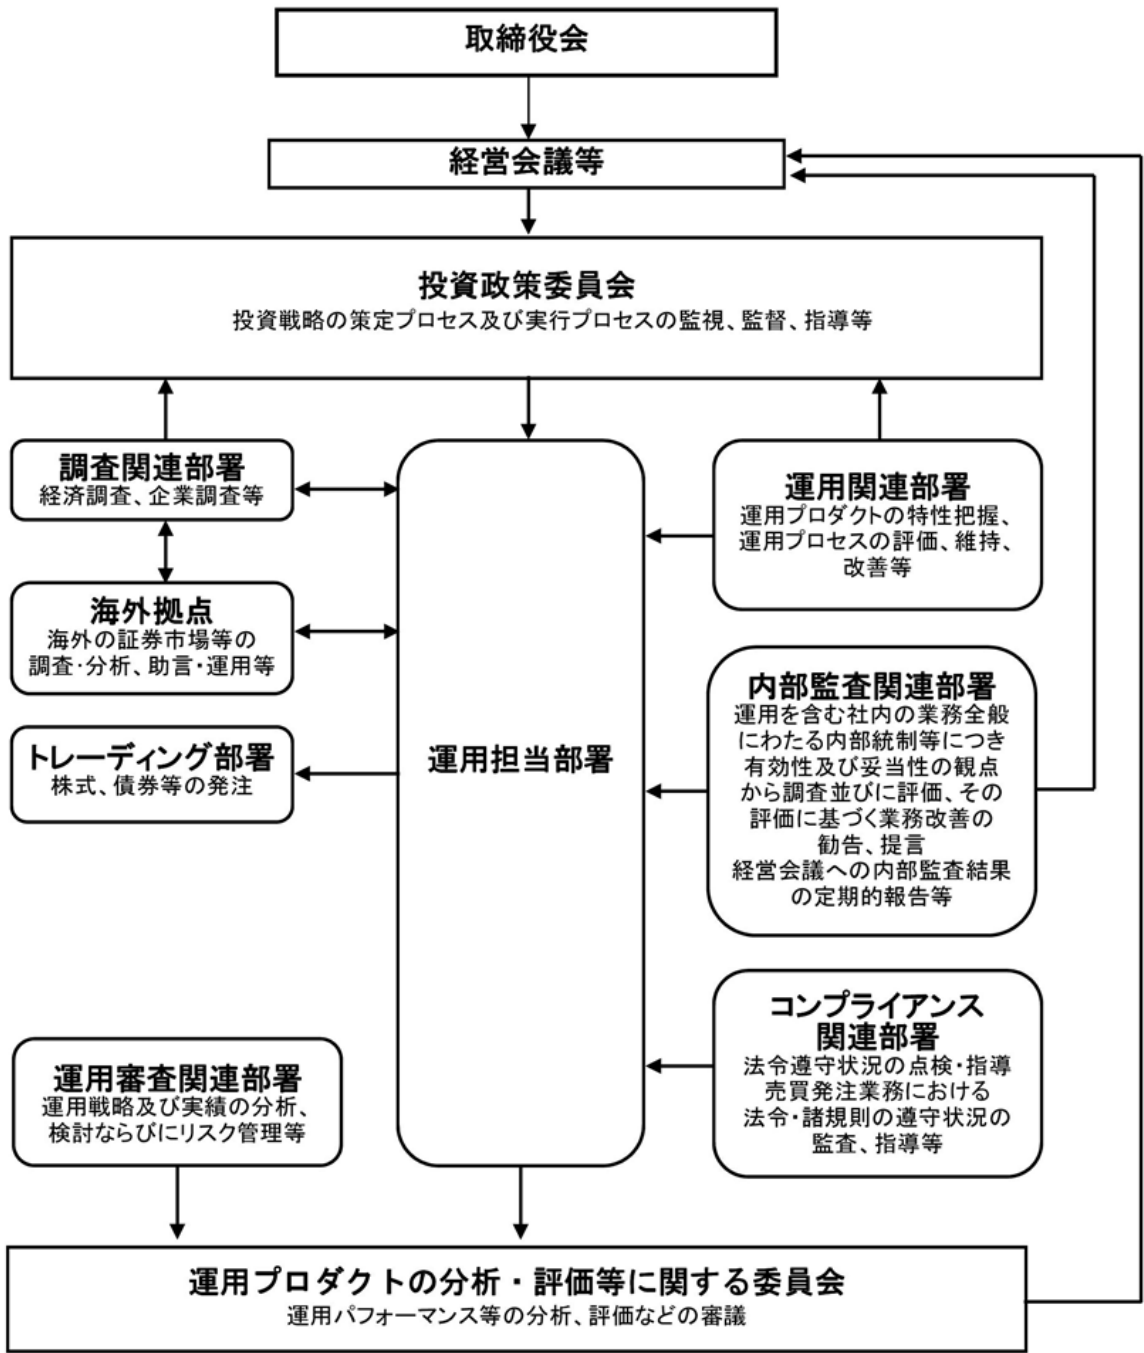 取締役会
経営会議等
投資政策委員会
投資戦略の策定プロセス及び実行プロセスの監視、監督、指導等
調査関連部署
経済調査、企業調査等
海外拠点
海外の証券市場等の
調査・分析、助言・運用等
トレーディング部署
株式、債券等の発注
運用担当部署
運用関連部署
運用プロダクトの特性把握、
運用プロセスの評価、維持、
改善等
内部監査関連部署
運用を含む社内の業務全般
にわたる内部統制等につき
有効性及び妥当性の観点
から調査並びに評価、その
評価に基づく業務改善の
勧告、提言
経営会議への内部監査結果
の定期的報告等
コンプライアンス
関連部署
法令遵守状況の点検・指導
売買発注業務における
法令・諸規則の遵守状況の
監査、指導等
運用審査関連部署
運用戦略及び実績の分析、
検討ならびにリスク管理等
運用プロダクトの分析・評価等に関する委員会
運用パフォーマンス等の分析、評価などの審議